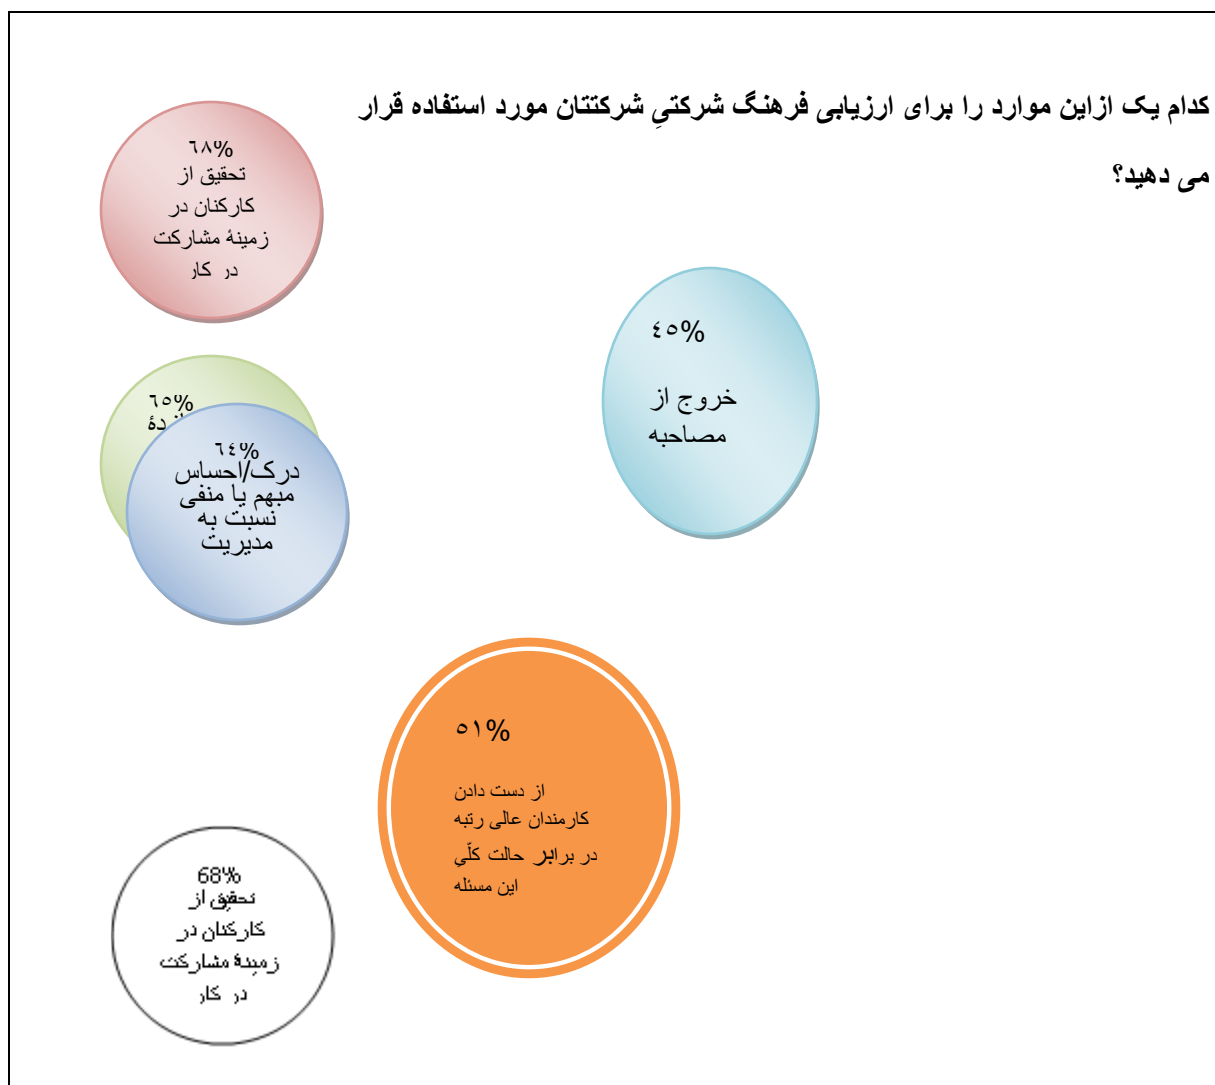 کدام یک ازاین موارد را برای ارزیابی فرهنگ شرکتیِ شرکتتان مورد استفاده قرار
می دهید؟
٦٨%
تحقیق از
کارکنان در
زمینۀ مشارکت
در کار
٤٥%
خروج از
مصاحبه
٦٥%
٦٤%
درک/احساس
مبهم یا منفی
نسبت به
مدیریت
٥١%
از دست دادن
کارمندان عالی رتبه
در برابر حالت کلّیِ
این مسئله
68%
تحقیق از
کارکنان در
زمینۀ مشارکت
در کار